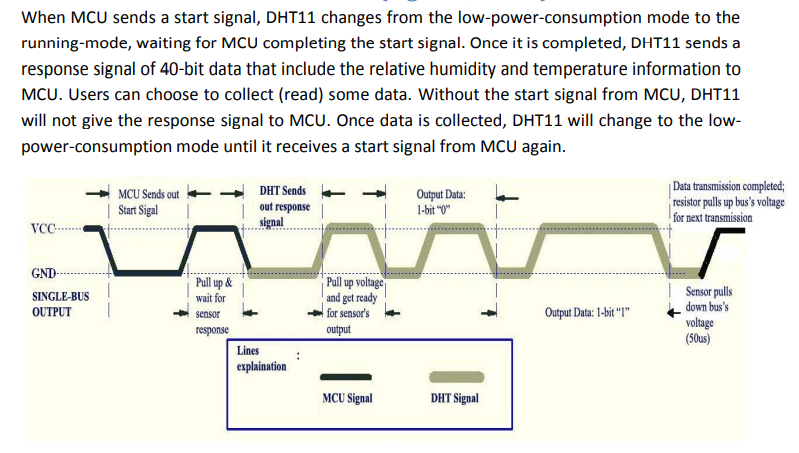 When MCU sends a start signal, DHT11 changes from the low-power-consumption mode to the
running-mode, waiting for MCU completing the start signal. Once it is completed, DHT11 sends a
response signal of 40-bit data that include the relative humidity and temperature information to
MCU. Users can choose to collect (read) some data. Without the start signal from MCU, DHT11
will not give the response signal to MCU. Once data is collected, DHT11 will change to the low-
power-consumption mode until it receives a start signal from MCU again.
MCU Sends out
Start Sigal
DHT Sends
out response
signal
Output Data:
1-bit "0"
Data transmission completed;
resistor pulls up bus's voltage
for next transmission
VCC
GND
SINGLE-BUS
OUTPUT
Pull up &
wait for
sensor
response
Pull up voltage
and get ready
for sensor's
output
Output Data: 1-bit "1"
Sensor pulls
down bus's
voltage
(50us)
Lines :
explaination
MCU Signal
DHT Signal